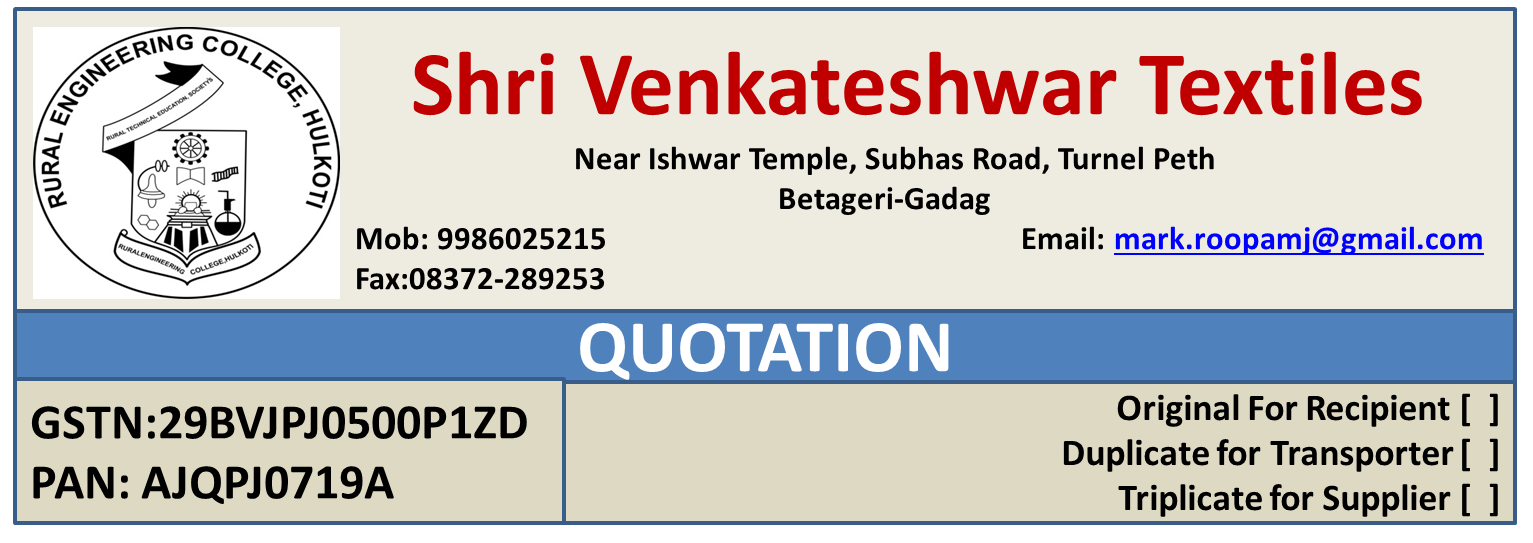 RURAL ENGINEERING COLLEGE, HULKOTI
RURAL TECHNICAL EDUCATION, SOCIETY'S
RURALENGINEERING COLLEGE,HULKOTI
Shri Venkateshwar Textiles
Near Ishwar Temple, Subhas Road, Turnel Peth
Betageri-Gadag
Mob: 9986025215 Email: mark.roopamj@gmail.com
Fax:08372-289253
QUOTATION
GSTN:29BVJPJ0500P1ZD
PAN: AJQPJ0719A
Original For Recipient [ ]
Duplicate for Transporter [ ]
Triplicate for Supplier [ ]